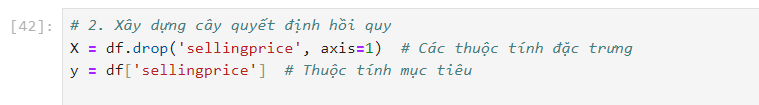 [42]: # 2. Xây dựng cây quyết định hồi quy
X = df.drop('sellingprice', axis=1)  # Các thuộc tính đặc trưng
y = df['sellingprice']  # Thuộc tính mục tiêu